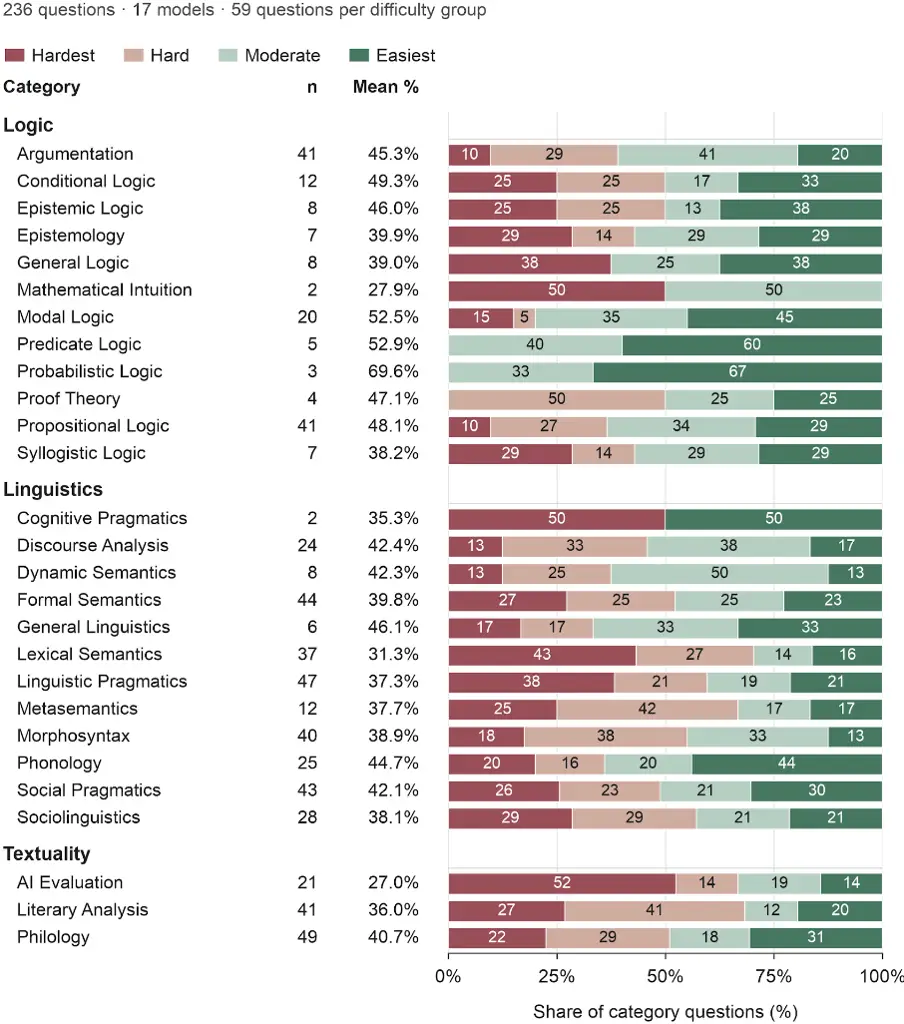 236 questions · 17 models · 59 questions per difficulty group
Hardest Hard Moderate Easiest
Category n Mean %
Logic
Argumentation 41 45.3% 10 29 41 20
Conditional Logic 12 49.3% 25 25 17 33
Epistemic Logic 8 46.0% 25 25 13 38
Epistemology 7 39.9% 29 14 29 29
General Logic 8 39.0% 38 25 38
Mathematical Intuition 2 27.9% 50 50
Modal Logic 20 52.5% 15 5 35 45
Predicate Logic 5 52.9% 40 60
Probabilistic Logic 3 69.6% 33 67
Proof Theory 4 47.1% 50 25 25
Propositional Logic 41 48.1% 10 27 34 29
Syllogistic Logic 7 38.2% 29 14 29 29
Linguistics
Cognitive Pragmatics 2 35.3% 50 50
Discourse Analysis 24 42.4% 13 33 38 17
Dynamic Semantics 8 42.3% 13 25 50 13
Formal Semantics 44 39.8% 27 25 25 23
General Linguistics 6 46.1% 17 17 33 33
Lexical Semantics 37 31.3% 43 27 14 16
Linguistic Pragmatics 47 37.3% 38 21 19 21
Metasemantics 12 37.7% 25 42 17 17
Morphosyntax 40 38.9% 18 38 33 13
Phonology 25 44.7% 20 16 20 44
Social Pragmatics 43 42.1% 26 23 21 30
Sociolinguistics 28 38.1% 29 29 21 21
Textuality
AI Evaluation 21 27.0% 52 14 19 14
Literary Analysis 41 36.0% 27 41 12 20
Philology 49 40.7% 22 29 18 31
0% 25% 50% 75% 100%
Share of category questions (%)